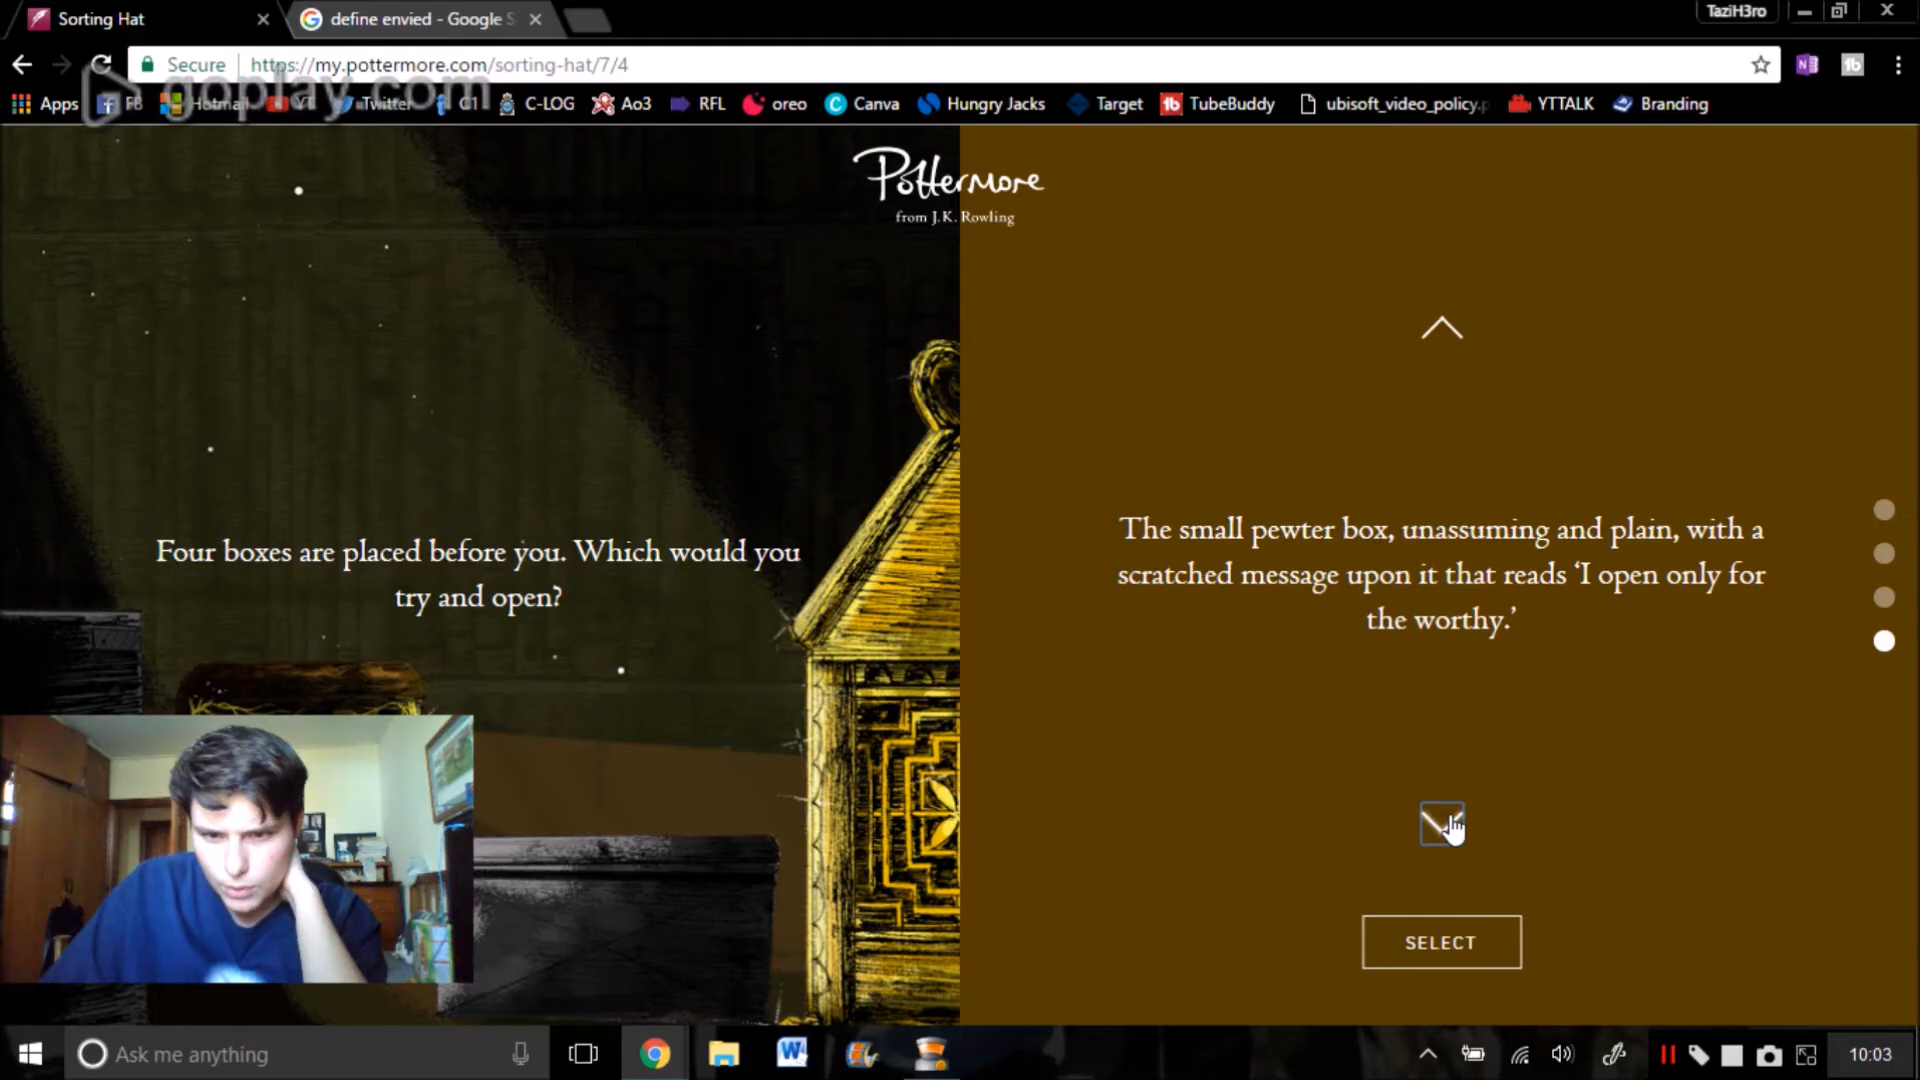 Sorting Hat
define envied - Google S
TaziH3ro
Secure
https://my.pottermore.com/sorting-hat/7/4
goplay.com
Apps
FB
Hotmail
YT
Twitter
C1
C-LOG
Ao3
RFL
oreo
Canva
Hungry Jacks
Target
TubeBuddy
ubisoft_video_policy.p
YTTALK
Branding
Pottermore
from J.K. Rowling
Four boxes are placed before you. Which would you
try and open?
The small pewter box, unassuming and plain, with a
scratched message upon it that reads ‘I open only for
the worthy.’
SELECT
Ask me anything
10:03